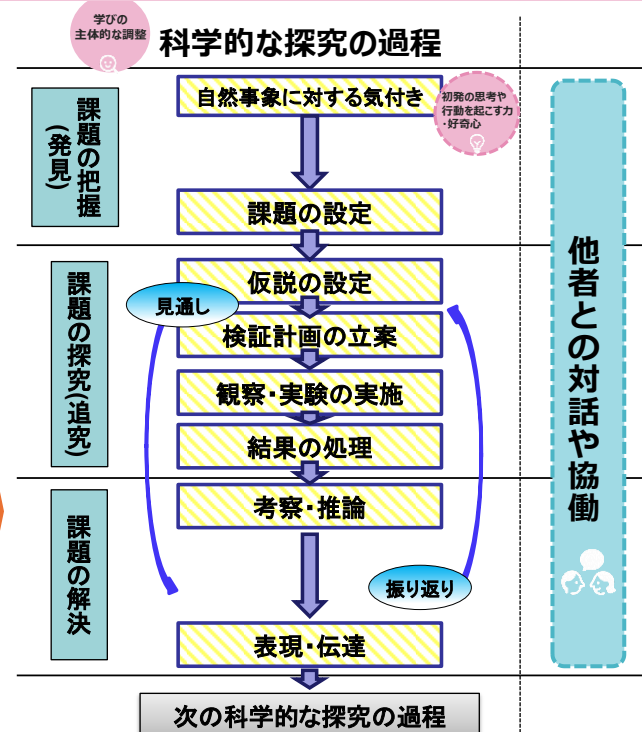 学びの
主体的な調整
科学的な探究の過程
自然事象に対する気付き
初発の思考や
行動を起こす力
・好奇心
課題の把握
(発見)
課題の設定
仮説の設定
見通し
検証計画の立案
課題の探究(追究)
観察・実験の実施
結果の処理
考察・推論
課題の解決
振り返り
表現・伝達
次の科学的な探究の過程
他者との対話や協働